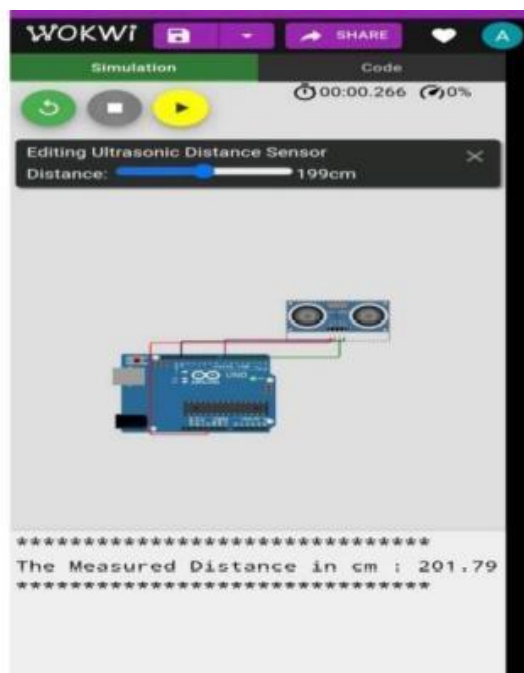 WOKWI SHARE A
Simulation Code
00:00.266 0%
Editing Ultrasonic Distance Sensor
Distance: 199cm
UNO
********************************
The Measured Distance in cm : 201.79
********************************